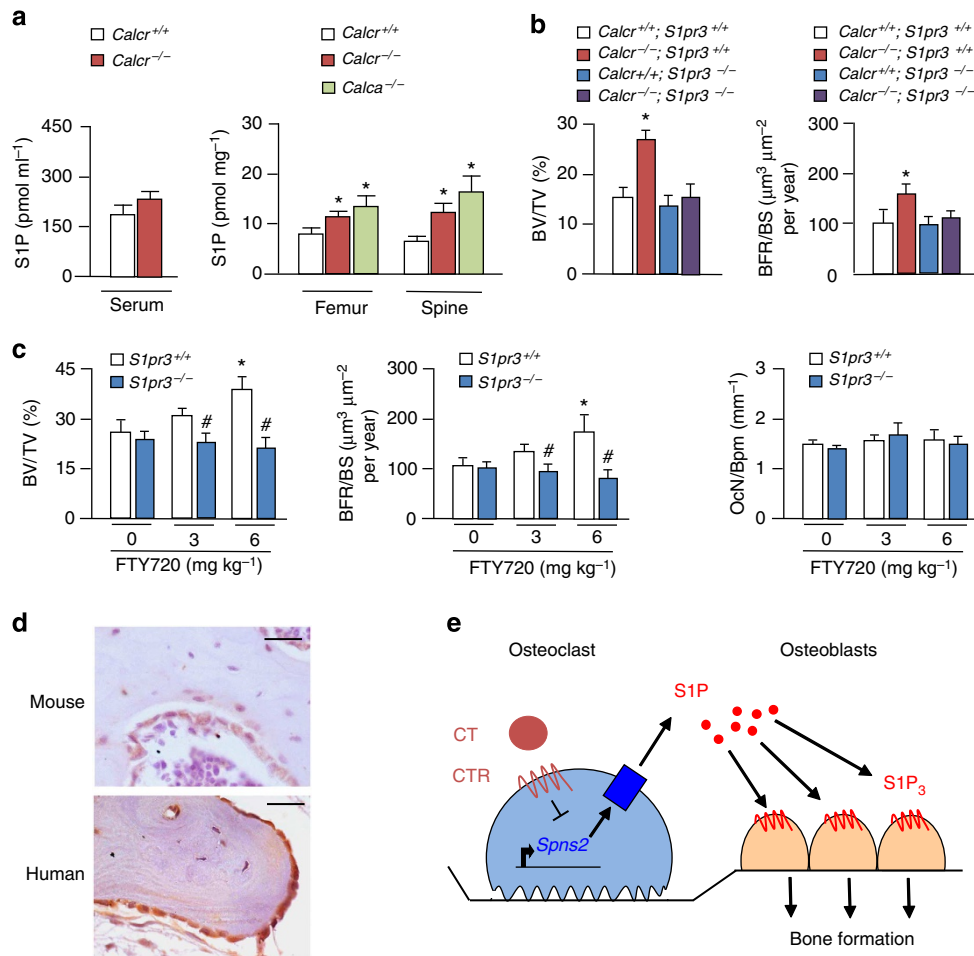 a
Calcr+/+
Calcr−/−
450
300
150
0
S1P (pmol ml−1)
Serum
Calcr+/+
Calcr−/−
Calca−/−
30
20
10
0
S1P (pmol mg−1)
* *
* *
Femur Spine
b
Calcr+/+; S1pr3 +/+
Calcr−/−; S1pr3 +/+
Calcr+/+; S1pr3 −/−
Calcr−/−; S1pr3 −/−
30
20
10
0
BV/TV (%)
*
Calcr+/+; S1pr3 +/+
Calcr−/−; S1pr3 +/+
Calcr+/+; S1pr3 −/−
Calcr−/−; S1pr3 −/−
300
200
100
0
BFR/BS (μm3 μm−2
per year)
*
c
S1pr3+/+
S1pr3−/−
45
30
15
0
BV/TV (%)
*
# #
0 3 6
FTY720 (mg kg−1)
S1pr3+/+
S1pr3−/−
300
200
100
0
BFR/BS (μm3 μm−2
per year)
*
# #
0 3 6
FTY720 (mg kg−1)
S1pr3+/+
S1pr3−/−
3
2
1
0
OcN/Bpm (mm−1)
0 3 6
FTY720 (mg kg−1)
d
Mouse
Human
e
Osteoclast Osteoblasts
S1P
CT
CTR
S1P3
Spns2
Bone formation